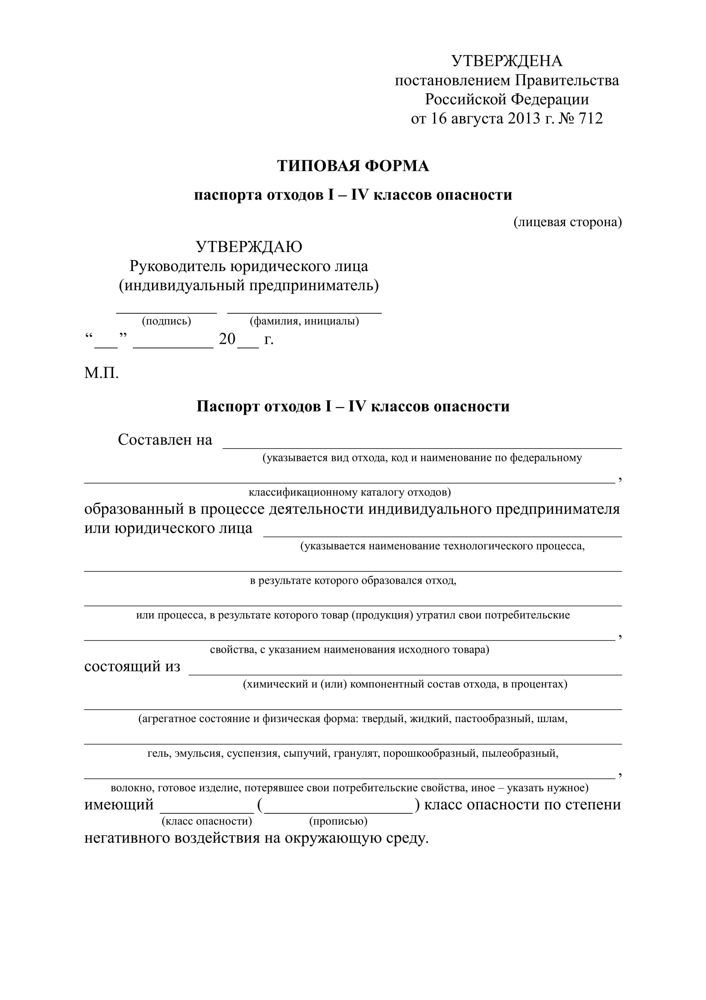 УТВЕРЖДЕНА
постановлением Правительства
Российской Федерации
от 16 августа 2013 г. № 712
ТИПОВАЯ ФОРМА
паспорта отходов I – IV классов опасности
(лицевая сторона)
УТВЕРЖДАЮ
Руководитель юридического лица
(индивидуальный предприниматель)
(подпись) (фамилия, инициалы)
“___” __________ 20___ г.
М.П.
Паспорт отходов I – IV классов опасности
Составлен на
(указывается вид отхода, код и наименование по федеральному
,
классификационному каталогу отходов)
образованный в процессе деятельности индивидуального предпринимателя
или юридического лица
(указывается наименование технологического процесса,
в результате которого образовался отход,
или процесса, в результате которого товар (продукция) утратил свои потребительские
,
свойства, с указанием наименования исходного товара)
состоящий из
(химический и (или) компонентный состав отхода, в процентах)
(агрегатное состояние и физическая форма: твердый, жидкий, пастообразный, шлам,
гель, эмульсия, суспензия, сыпучий, гранулят, порошкообразный, пылеобразный,
,
волокно, готовое изделие, потерявшее свои потребительские свойства, иное – указать нужное)
имеющий ____________ (___________________) класс опасности по степени
(класс опасности) (прописью)
негативного воздействия на окружающую среду.